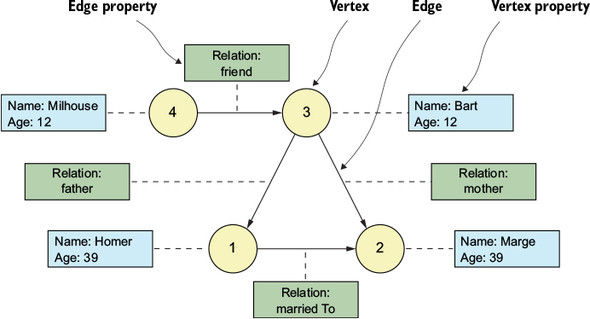 Edge property
Vertex
Edge
Vertex property
Relation:
friend
Name: Milhouse
Age: 12
4
3
Name: Bart
Age: 12
Relation:
father
Relation:
mother
Name: Homer
Age: 39
1
2
Name: Marge
Age: 39
Relation:
married To